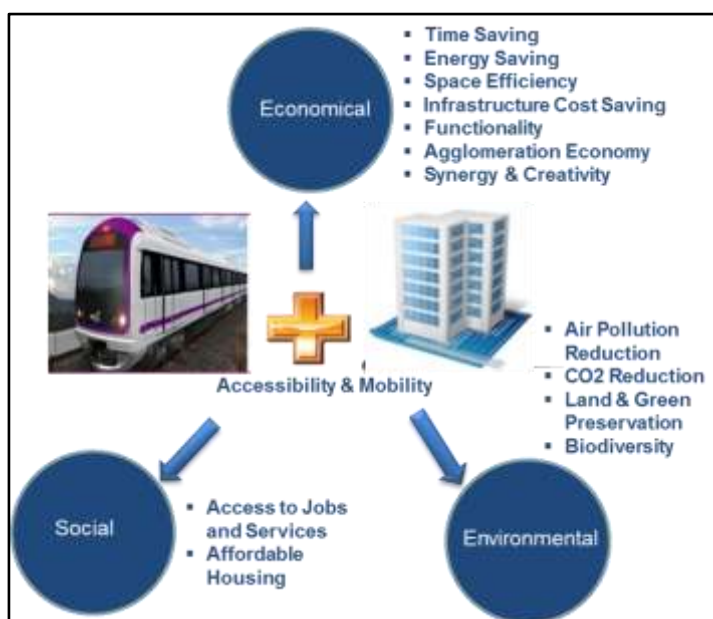 Economical
Time Saving
Energy Saving
Space Efficiency
Infrastructure Cost Saving
Functionality
Agglomeration Economy
Synergy & Creativity
Accessibility & Mobility
Air Pollution
Reduction
CO2 Reduction
Land & Green
Preservation
Biodiversity
Social
Access to Jobs
and Services
Affordable
Housing
Environmental